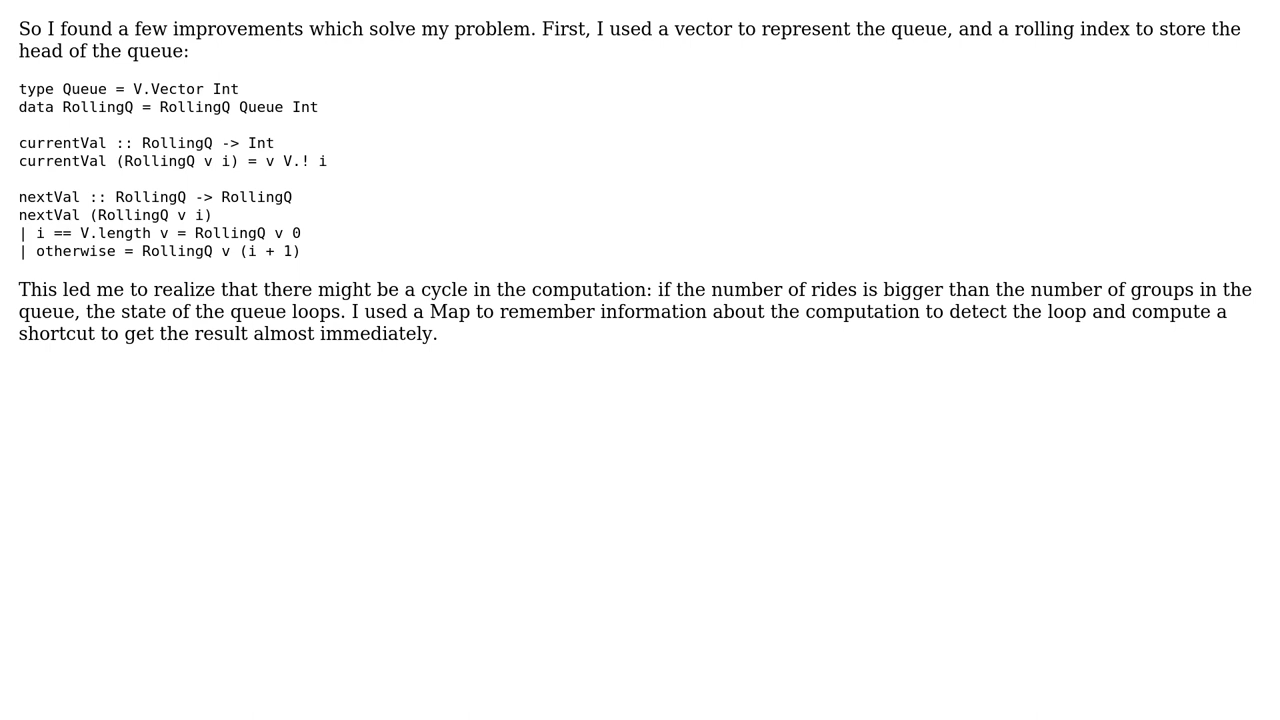 So I found a few improvements which solve my problem. First, I used a vector to represent the queue, and a rolling index to store the
head of the queue:
type Queue = V.Vector Int
data RollingQ = RollingQ Queue Int
currentVal :: RollingQ -> Int
currentVal (RollingQ v i) = v V.! i
nextVal :: RollingQ -> RollingQ
nextVal (RollingQ v i)
| i == V.length v = RollingQ v 0
| otherwise = RollingQ v (i + 1)
This led me to realize that there might be a cycle in the computation: if the number of rides is bigger than the number of groups in the
queue, the state of the queue loops. I used a Map to remember information about the computation to detect the loop and compute a
shortcut to get the result almost immediately.